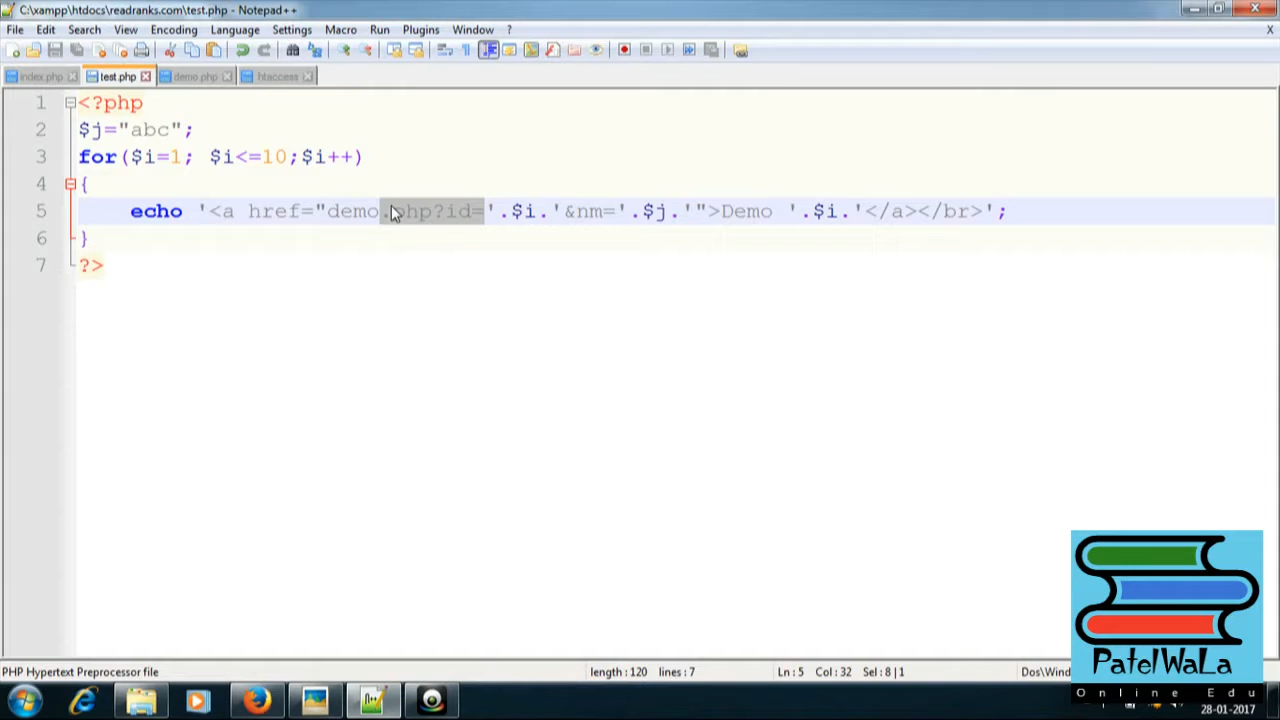 C:\xampp\htdocs\readranks.com\test.php - Notepad++
File Edit Search View Encoding Language Settings Macro Run Plugins Window ? X
index.php test.php demo.php htaccess
1 <?php
2 $j="abc";
3 for($i=1; $i<=10;$i++)
4 {
5 echo '<a href="demo.php?id='.$i.'&nm='.$j.'">Demo '.$i.'</a></br>';
6 }
7 ?>
PHP Hypertext Preprocessor file length : 120 lines : 7 Ln : 5 Col : 32 Sel : 8 | 1 Dos\Wind
PatelWaLa
Online Edu
28-01-2017